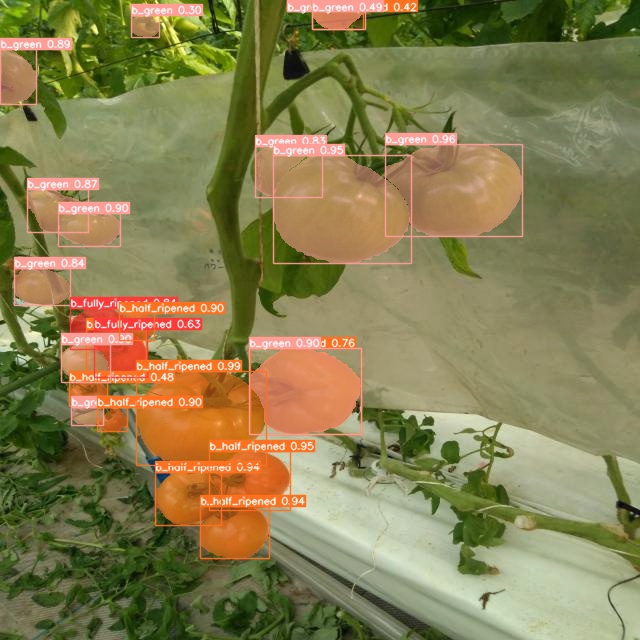 b_green 0.30
0.49
d 0.42
b_green 0.89
b_green 0.83
b_green 0.95
b_green 0.96
b_green 0.87
b_green 0.90
b_green 0.84
b_half_ripened 0.90
b_fully_ripened 0.63
b_green
b_half_ripened 0.99
0.48
b_green 0.90
d 0.76
b_half_ripened 0.90
b_half_ripened 0.95
b_half_ripened 0.94
b_half_ripened 0.94